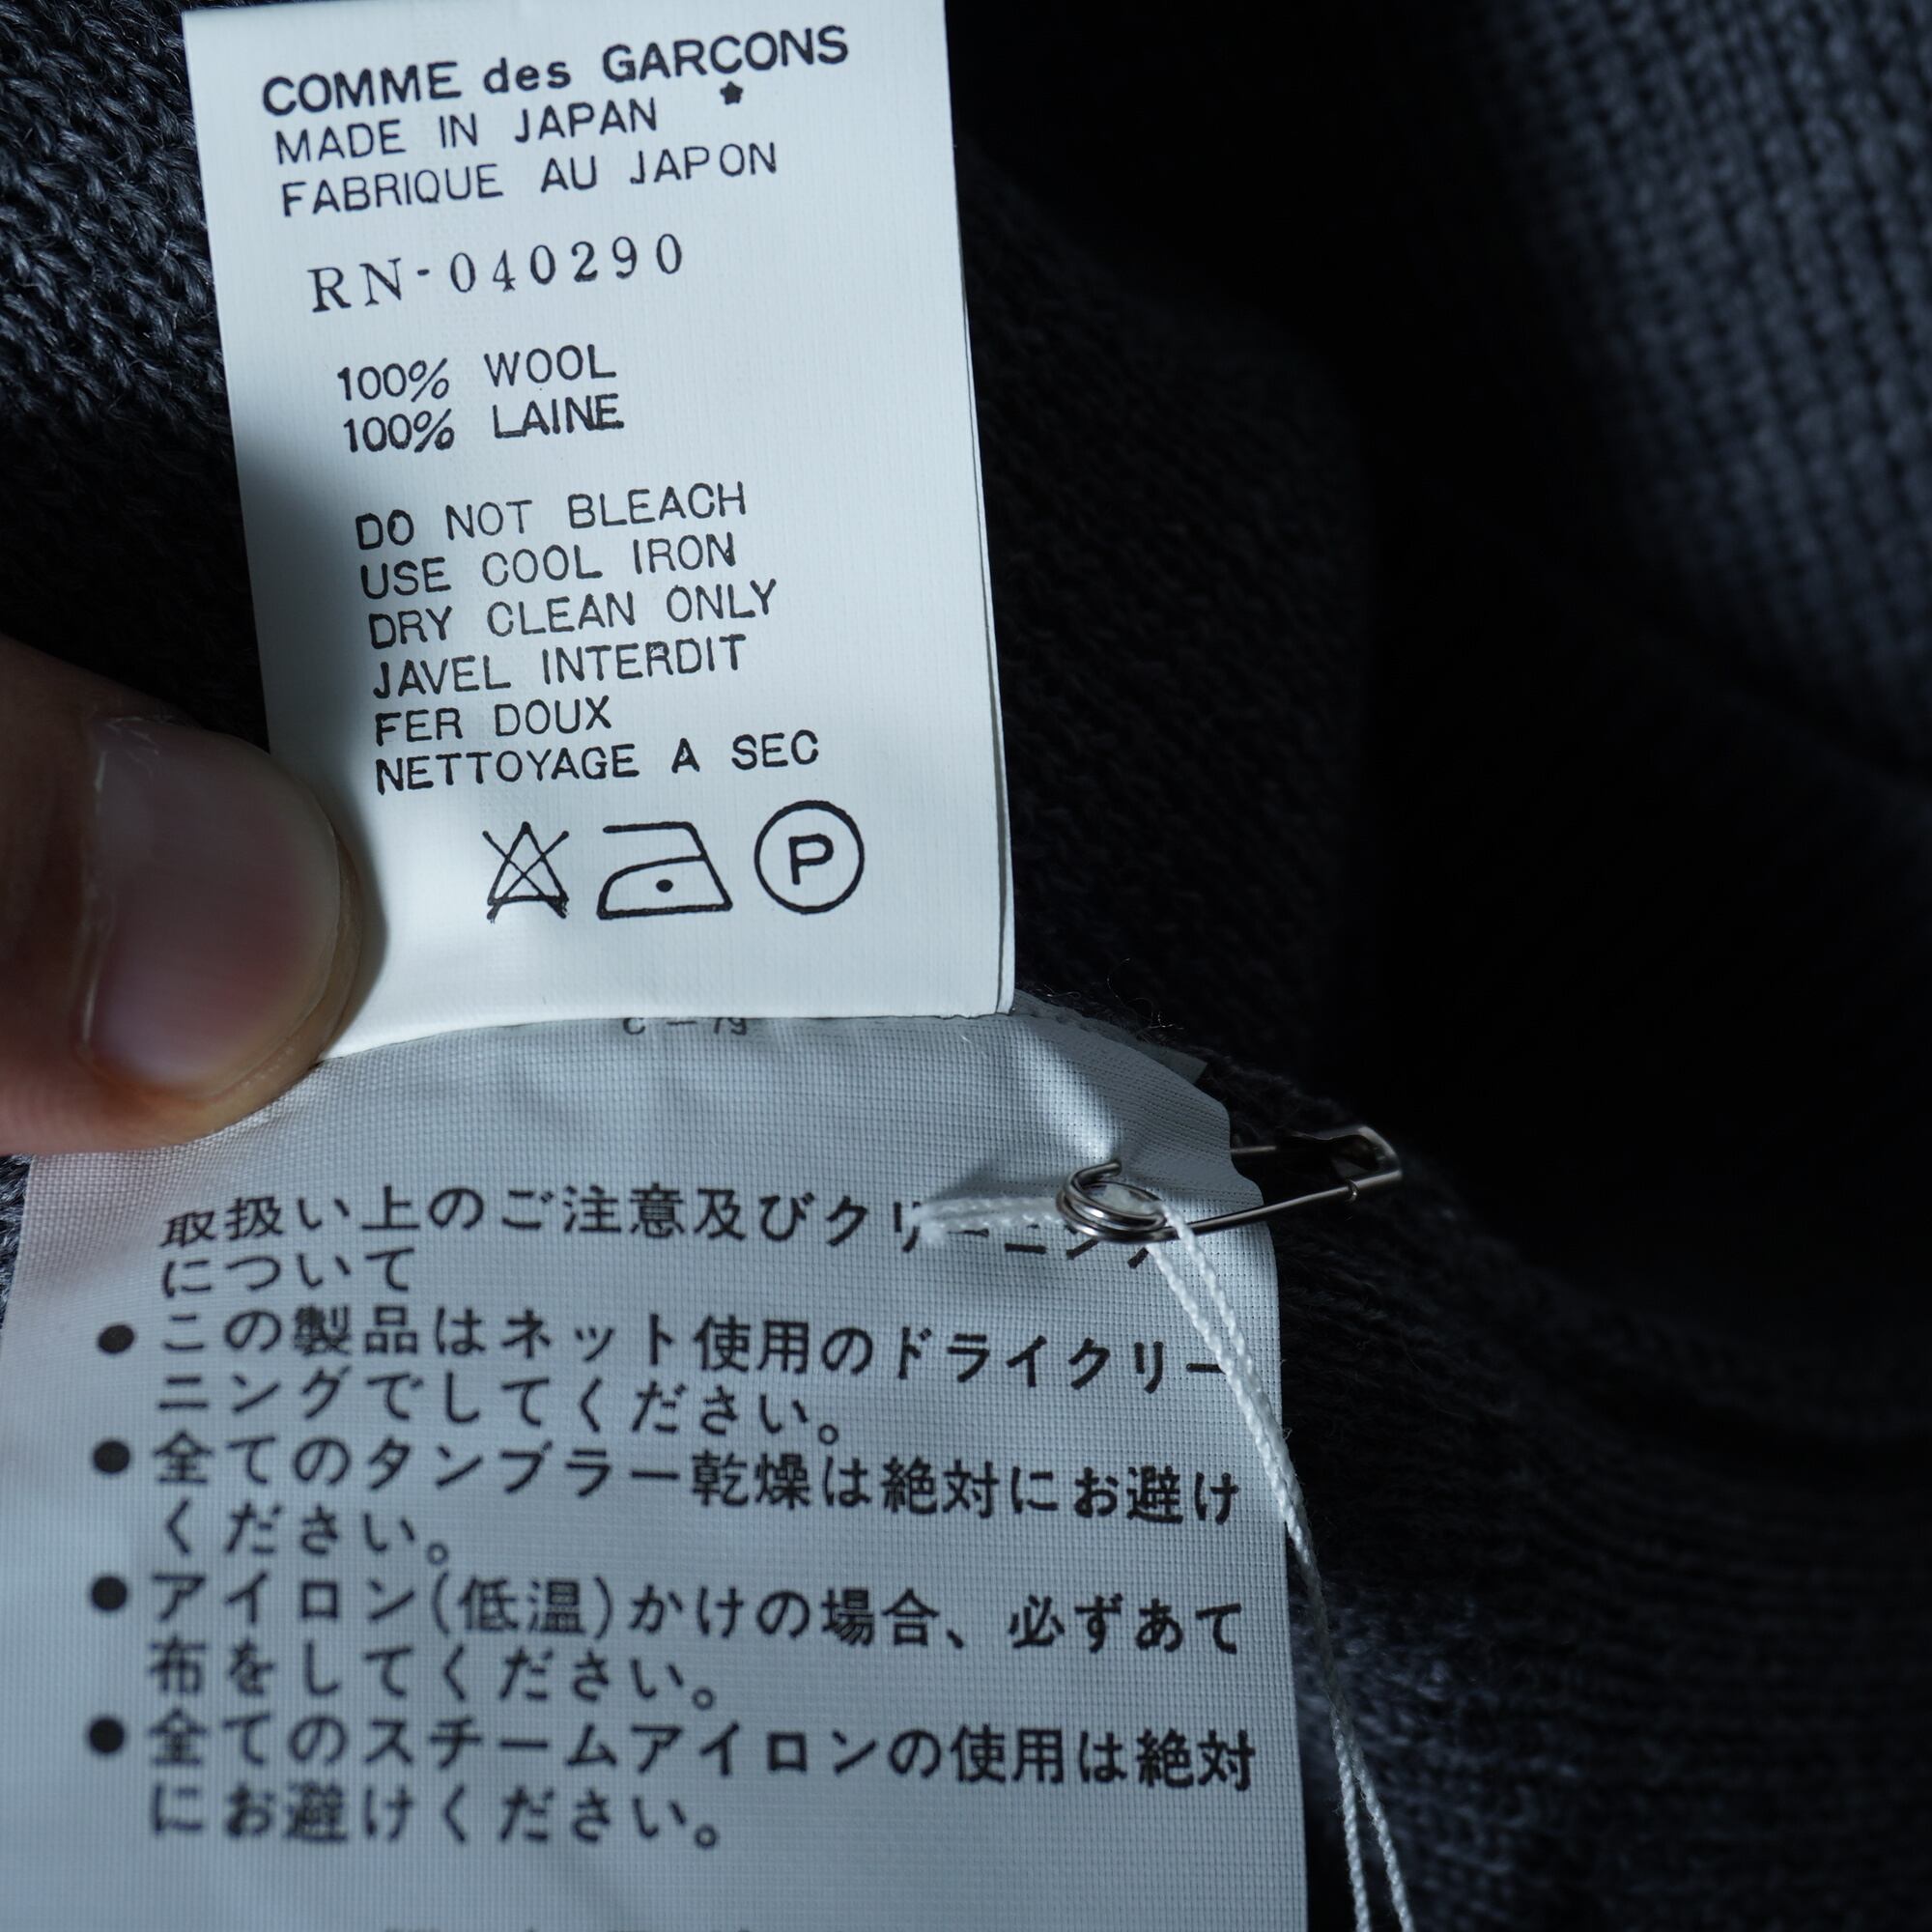 COMME des GARÇONS
MADE IN JAPAN
FABRIQUE AU JAPON
RN-040290
100% WOOL
100% LAINE
DO NOT BLEACH
USE COOL IRON
DRY CLEAN ONLY
JAVEL INTERDIT
FER DOUX
NETTOYAGE A SEC
P
C-79
取扱い上のご注意及びクリーニング
について
●この製品はネット使用のドライクリー
ニングでしてください。
●全てのタンブラー乾燥は絶対にお避け
ください。
●アイロン(低温)かけの場合、必ずあて
布をしてください。
●全てのスチームアイロンの使用は絶対
にお避けください。